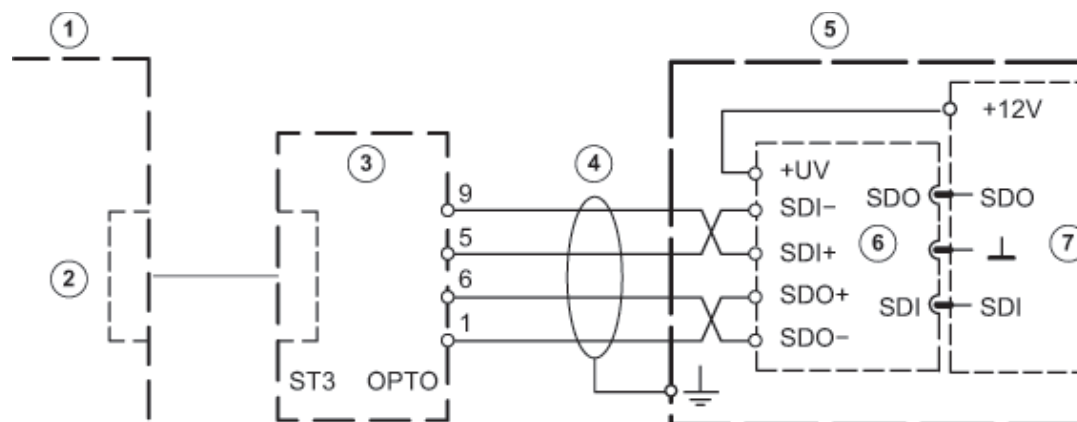 1
5
+12V
3
4
+UV
9
SDO
SDO
SDI−
5
SDI+
6
7
2
6
SDO+
SDI
SDI
1
SDO−
ST3
OPTO